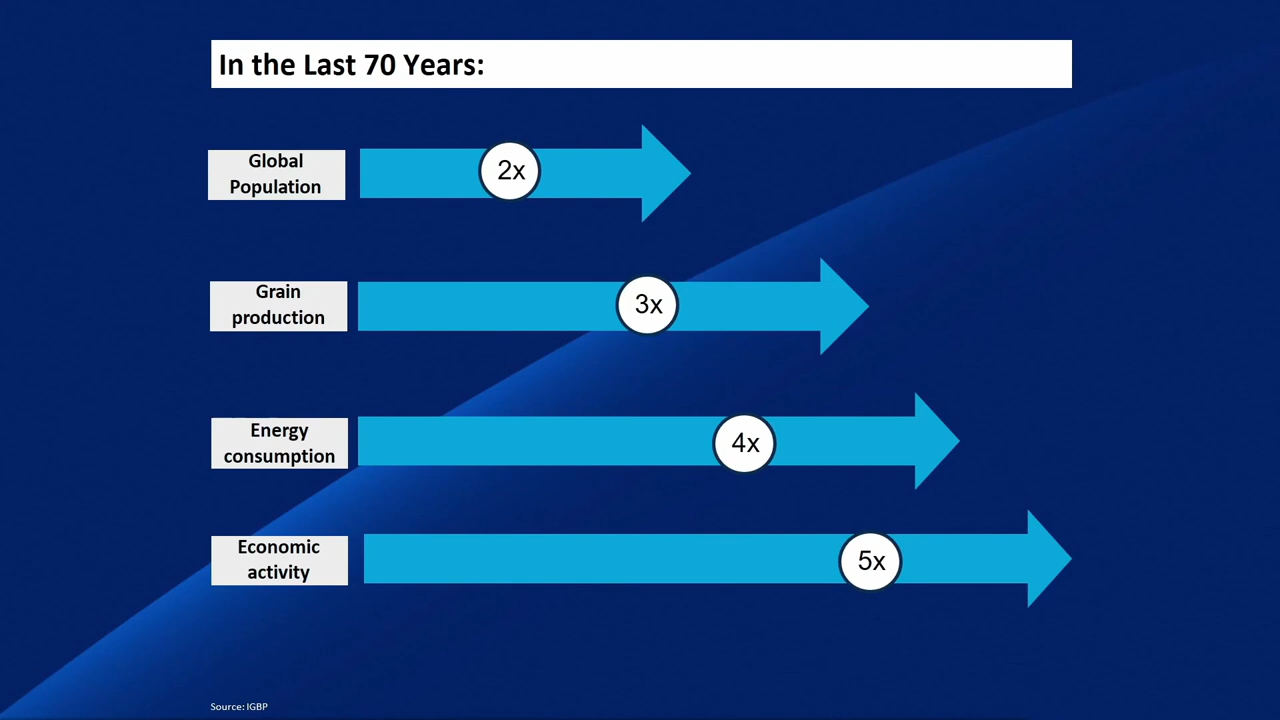 In the Last 70 Years:
Global
Population
2x
Grain
production
3x
Energy
consumption
4x
Economic
activity
5x
Source: IGBP